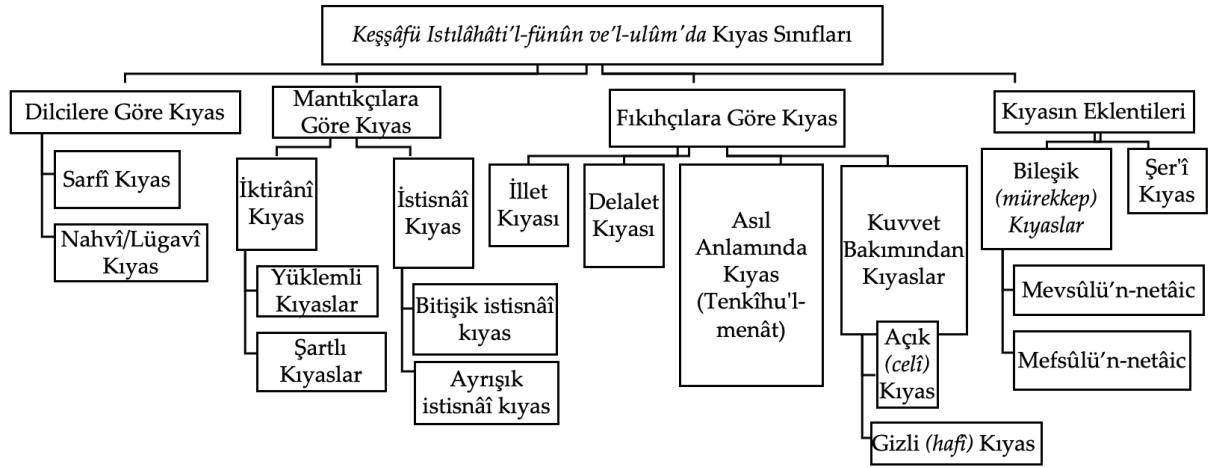 Keşşâfü Istılâhâti’l-fünûn ve’l-ulûm'da Kıyas Sınıfları
Dilcilere Göre Kıyas
Sarfî Kıyas
Nahvî/Lügavî
Kıyas
Mantıkçılara
Göre Kıyas
İktirânî
Kıyas
Yüklemli
Kıyaslar
Şartlı
Kıyaslar
İstisnâî
Kıyas
Bitişik istisnâî
kıyas
Ayrışık
istisnaî kıyas
Fıkıhçılara Göre Kıyas
İllet
Kıyası
Delalet
Kıyası
Asıl
Anlamında
Kıyas
(Tenkîhu'l-
menât)
Kuvvet
Bakımından
Kıyaslar
Açık
(celî)
Kıyas
Gizli (hafî) Kıyas
Kıyasın Eklentileri
Bileşik
(mürekkep)
Kıyaslar
Mevsûlü’n-netâic
Mefsûlü’n-netâic
Şer'î
Kıyas